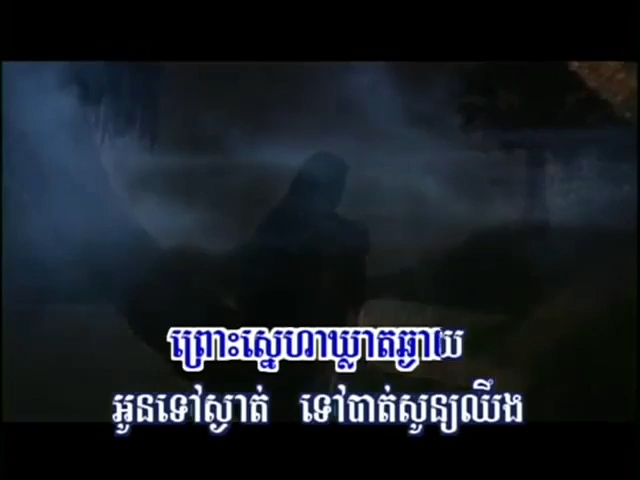 ព្រោះស្នេហាឃ្លាតឆ្ងាយ
អូនទៅស្ងាត់ ទៅបាត់សូន្យឈឹង